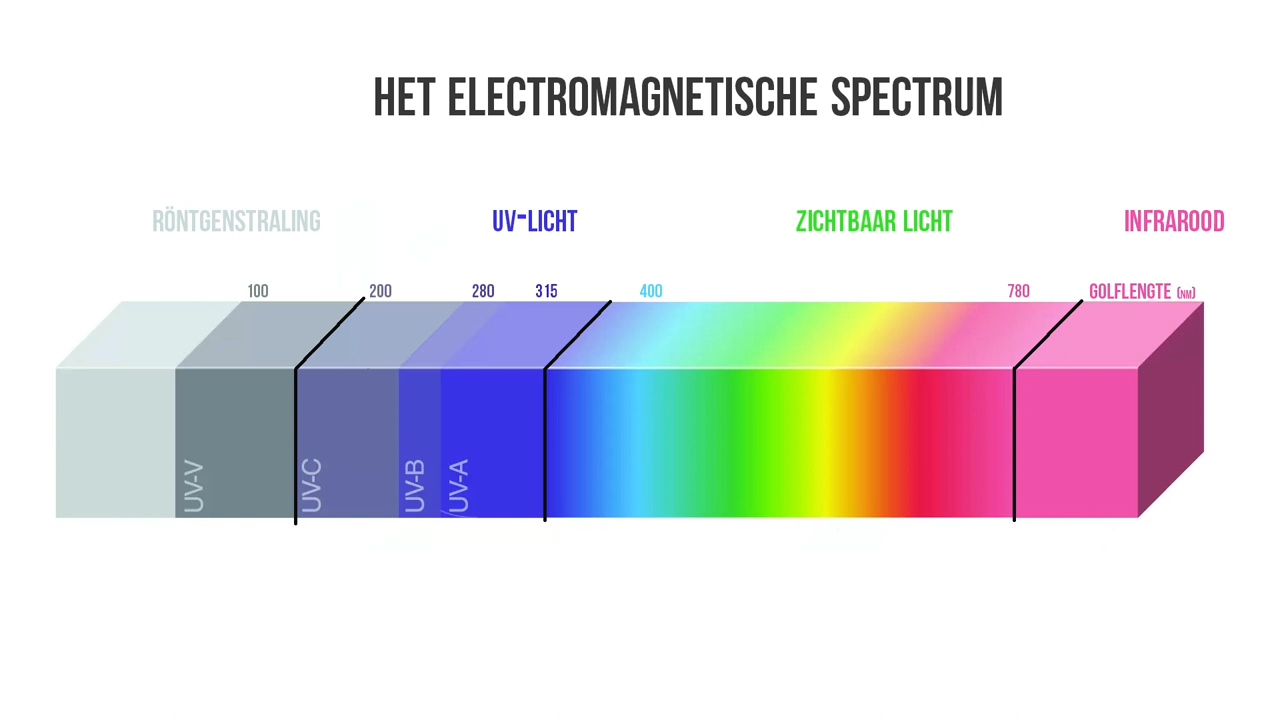 HET ELECTROMAGNETISCHE SPECTRUM
RÖNTGENSTRALING UV-LICHT ZICHTBAAR LICHT INFRAROOD
100 200 280 315 400 780 GOLFLENGTE (NM)
UV-V UV-C UV-B UV-A